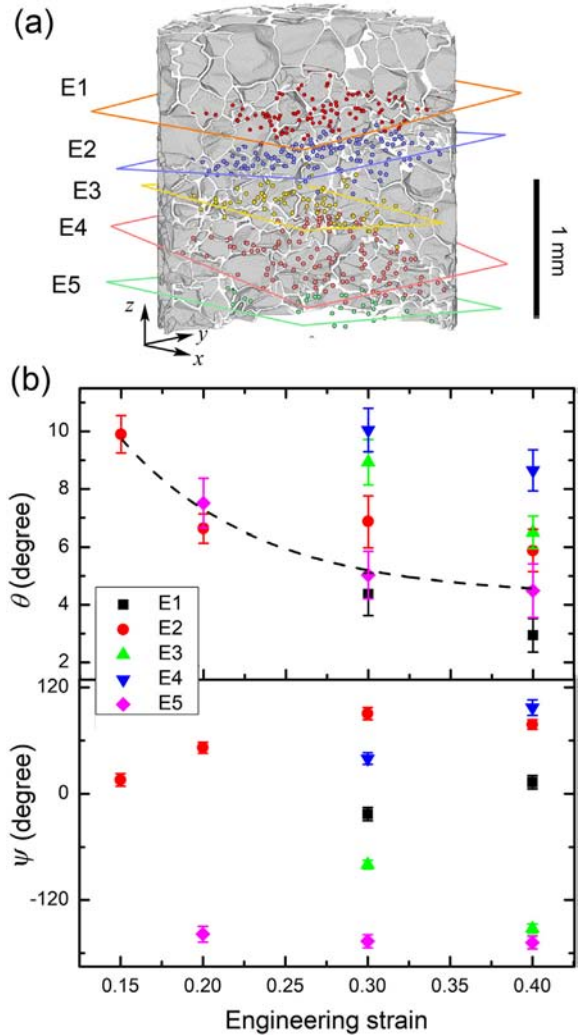 (a)
E1
E2
E3
E4
E5
z
y
x
1 mm
(b)
10
8
6
4
2
θ (degree)
E1
E2
E3
E4
E5
120
0
-120
ψ (degree)
0.15 0.20 0.25 0.30 0.35 0.40
Engineering strain